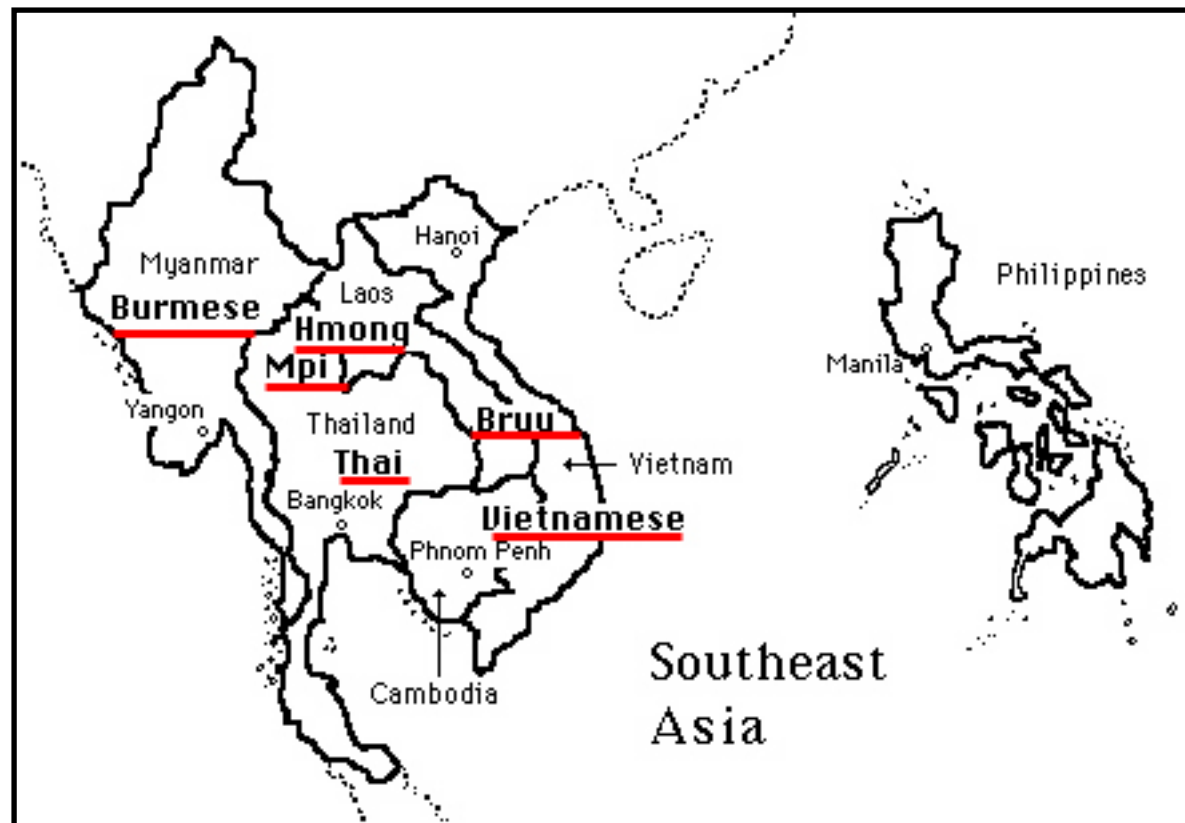 Hanoi
Myanmar
Philippines
Laos
Burmese
Hmong
Manila
Mpi
Yangon
Thailand
Bruu
Thai
Vietnam
Bangkok
Vietnamese
Phnom Penh
Southeast
Asia
Cambodia